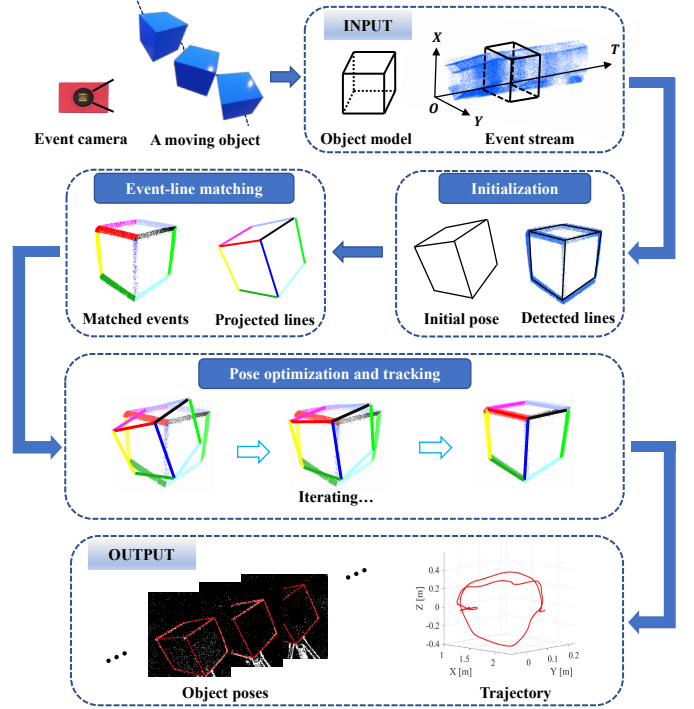 INPUT
X
T
O
Y
Event camera
A moving object
Object model
Event stream
Event-line matching
Initialization
Matched events
Projected lines
Initial pose
Detected lines
Pose optimization and tracking
Iterating…
OUTPUT
0.4
0.2
0
-0.2
-0.4
Z [m]
1
1.5
2
X [m]
0
0.1
0.2
Y [m]
Object poses
Trajectory